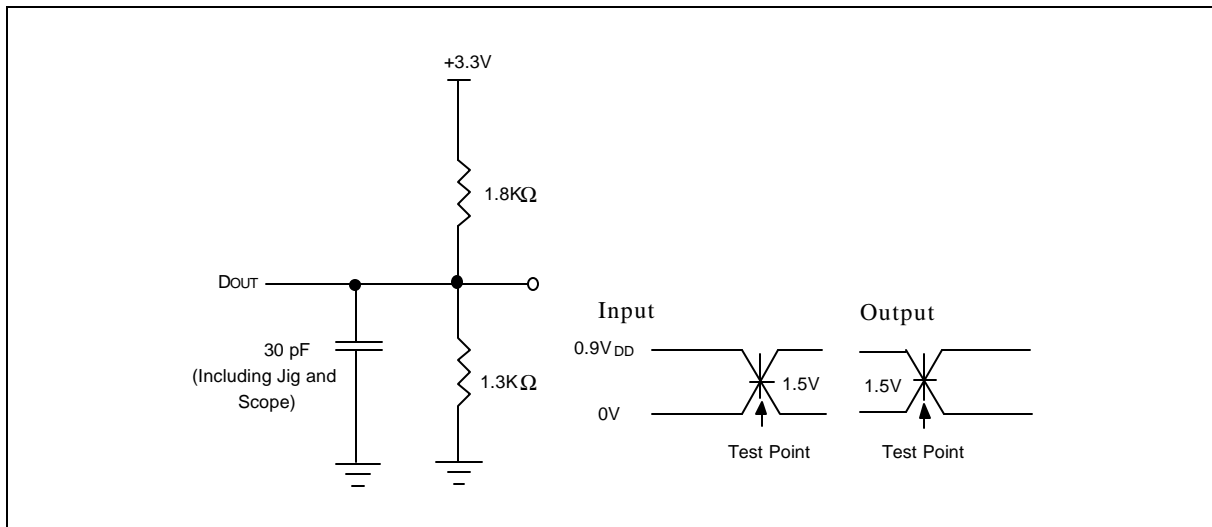 +3.3V
1.8KΩ
DOUT
30 pF
(Including Jig and
Scope)
1.3KΩ
Input
Output
0.9VDD
1.5V
1.5V
0V
Test Point
Test Point